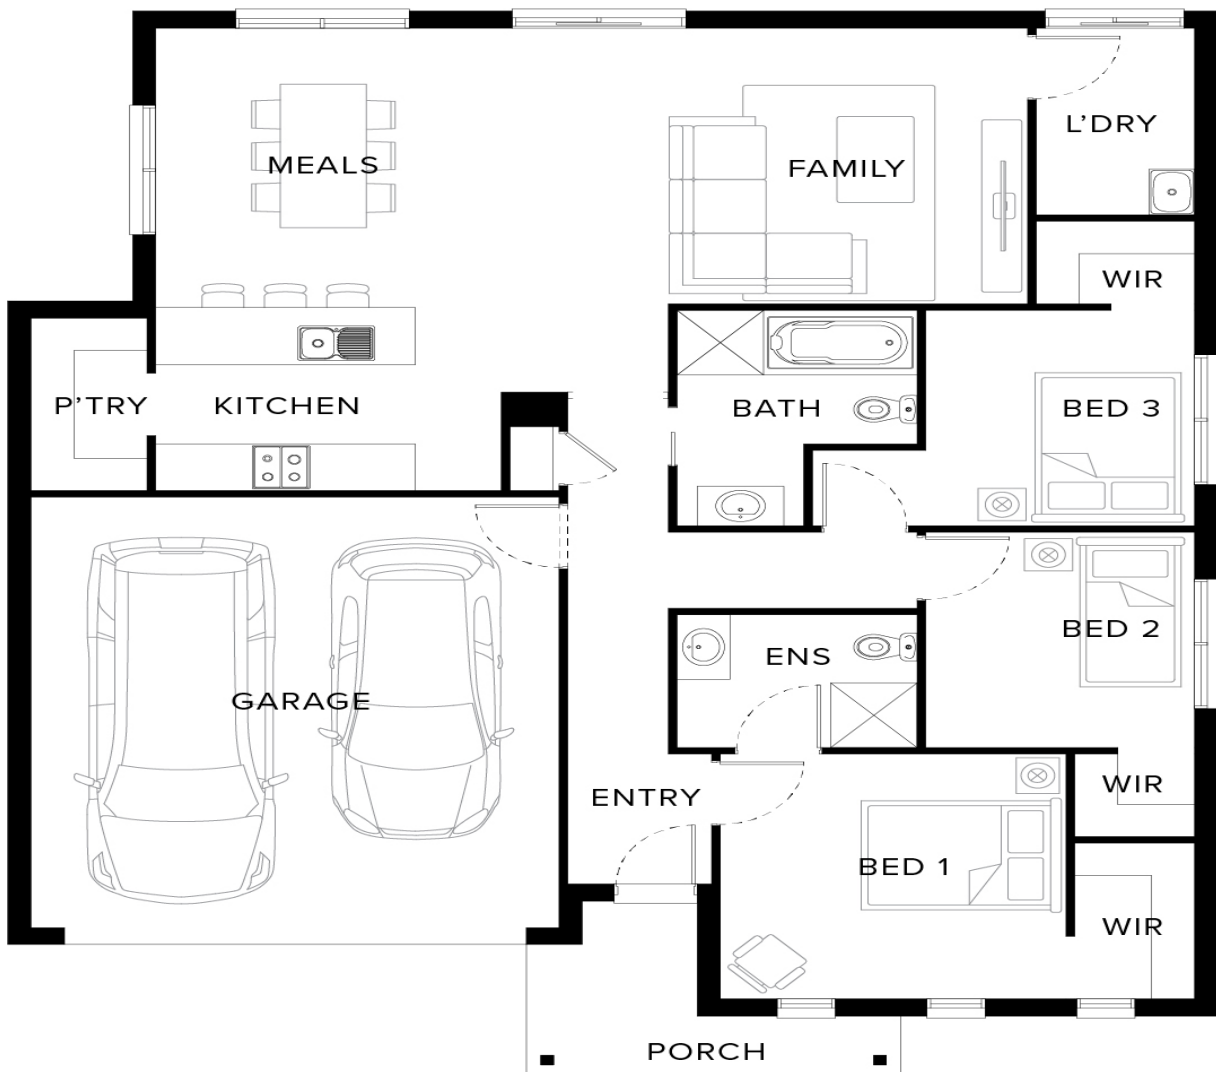 L'DRY
MEALS
FAMILY
WIR
P'TRY
KITCHEN
BATH
BED 3
BED 2
ENS
GARAGE
WIR
ENTRY
BED 1
WIR
PORCH